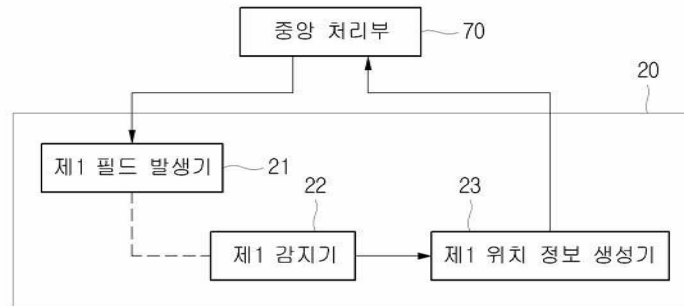 중앙 처리부
70
20
제1 필드 발생기
21
22
23
제1 감지기
제1 위치 정보 생성기